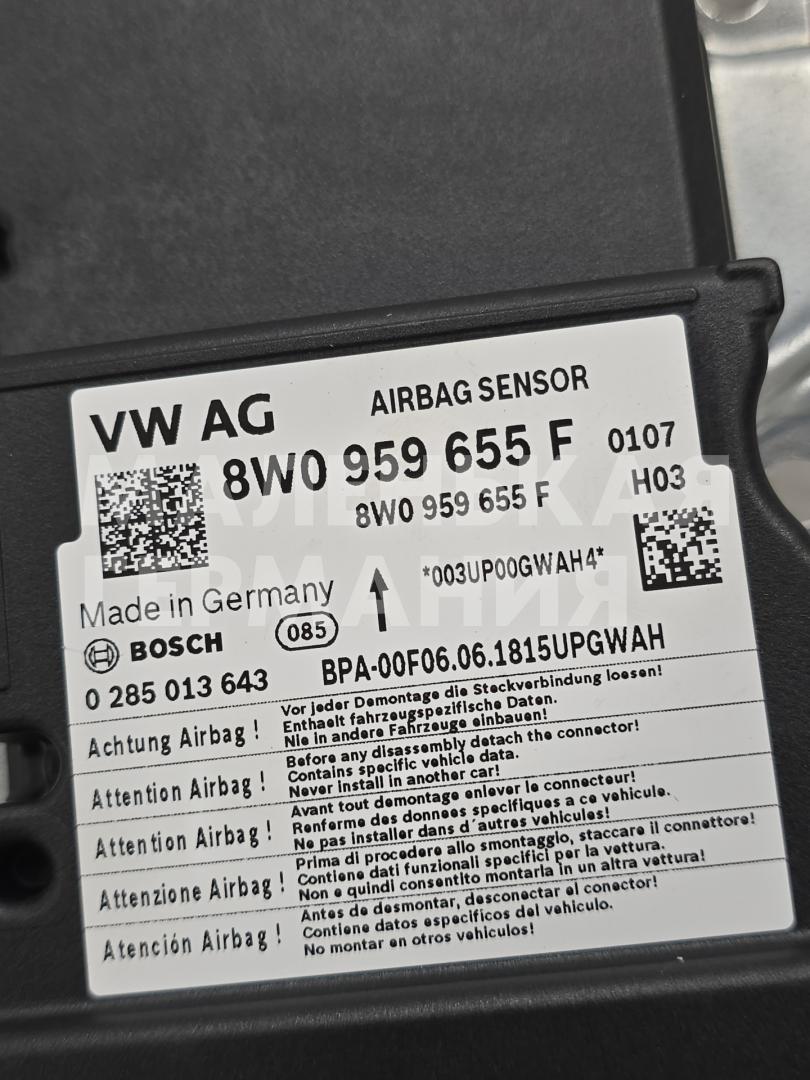 VW AG
AIRBAG SENSOR
8W0 959 655 F 0107
8W0 959 655 F H03
*003UP00GWAH4*
Made in Germany
BOSCH 085
BPA-00F06.06.1815UPGWAH
0 285 013 643
Achtung Airbag !
Vor jeder Demontage die Steckverbindung loesen!
Enthaelt fahrzeugspezifische Daten.
Nie in andere Fahrzeuge einbauen!
Attention Airbag !
Before any disassembly detach the connector!
Contains specific vehicle data.
Never install in another car!
Attention Airbag !
Avant tout demontage enlever le connecteur!
Renferme des donnees specifiques a ce vehicule.
Ne pas installer dans d´autres vehicules!
Attenzione Airbag !
Prima di procedere allo smontaggio, staccare il connettore!
Contiene dati funzionali specifici per la vettura.
Non e quindi consentito montarla in un altra vettura!
Atención Airbag !
Antes de desmontar, desconectar el conector!
Contiene datos especificos del vehiculo.
No montar en otros vehiculos!
МАЛЕНЬКАЯ
ГЕРМАНИЯ